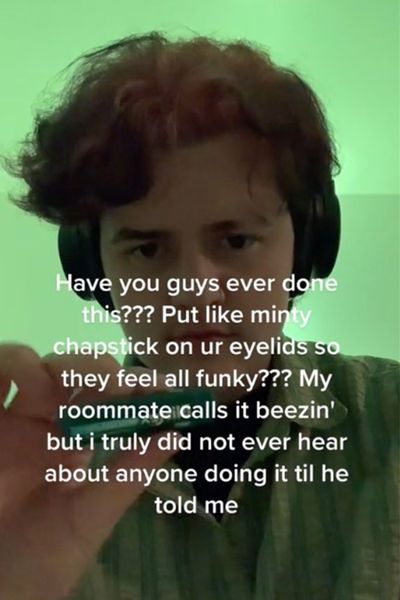 Have you guys ever done
this??? Put like minty
chapstick on ur eyelids so
they feel all funky??? My
roommate calls it beezin'
but i truly did not ever hear
about anyone doing it til he
told me